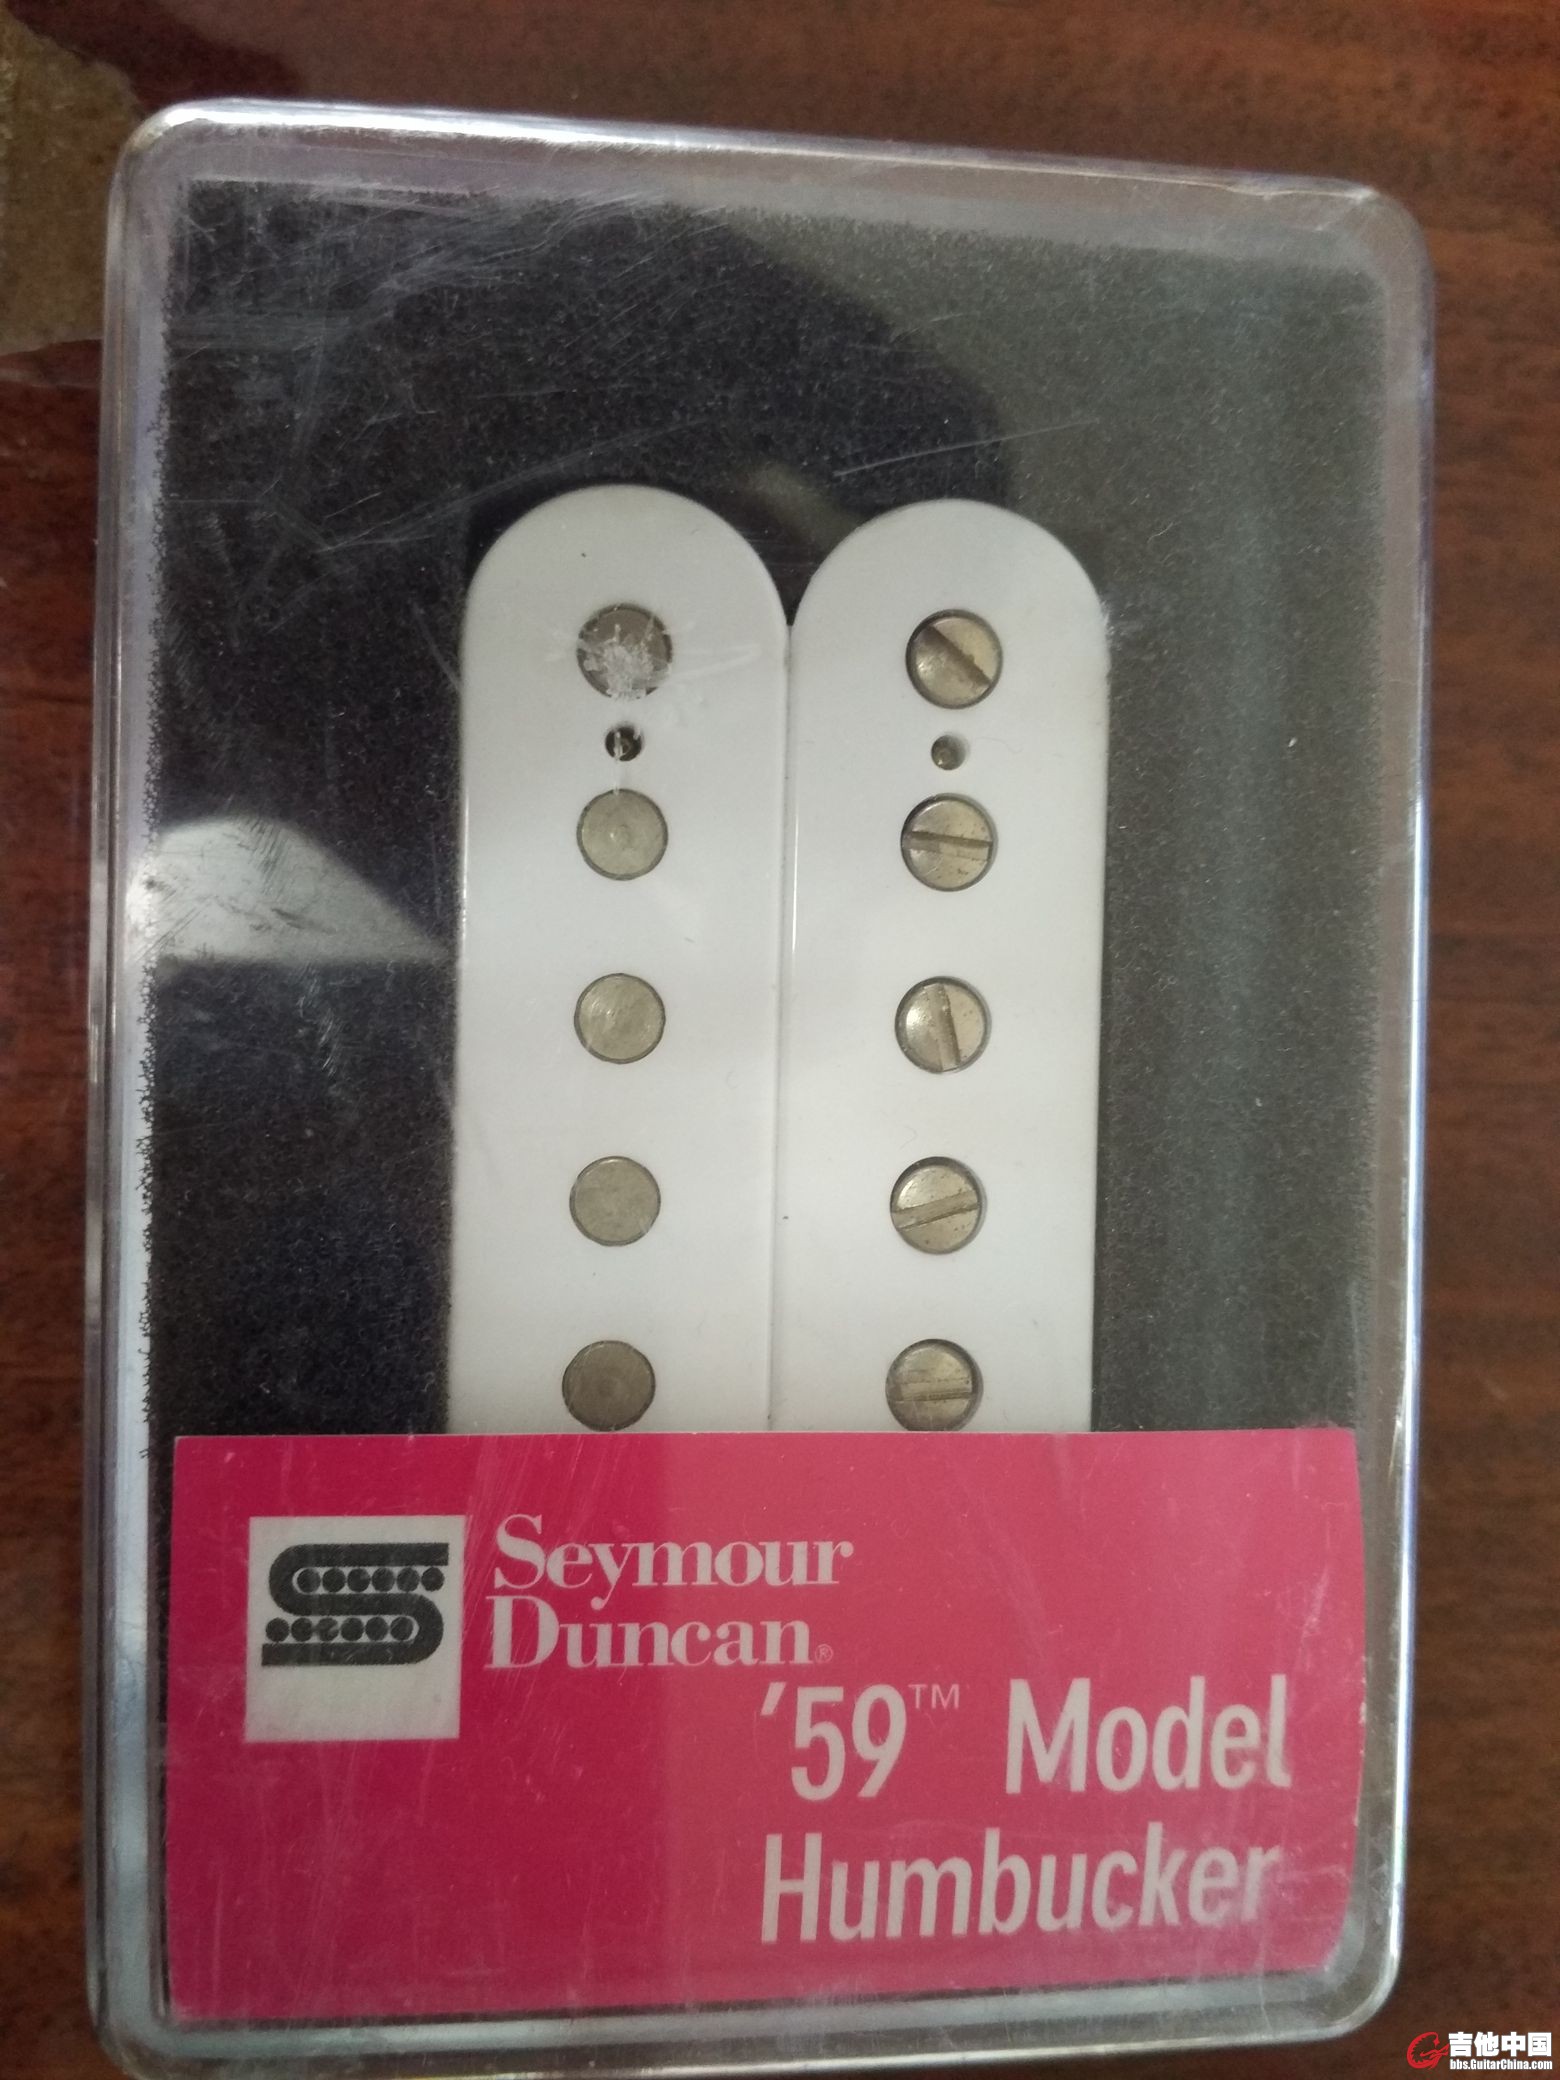 Seymour
Duncan®
'59™ Model
Humbucker
吉他中国
bbs.GuitarChina.com